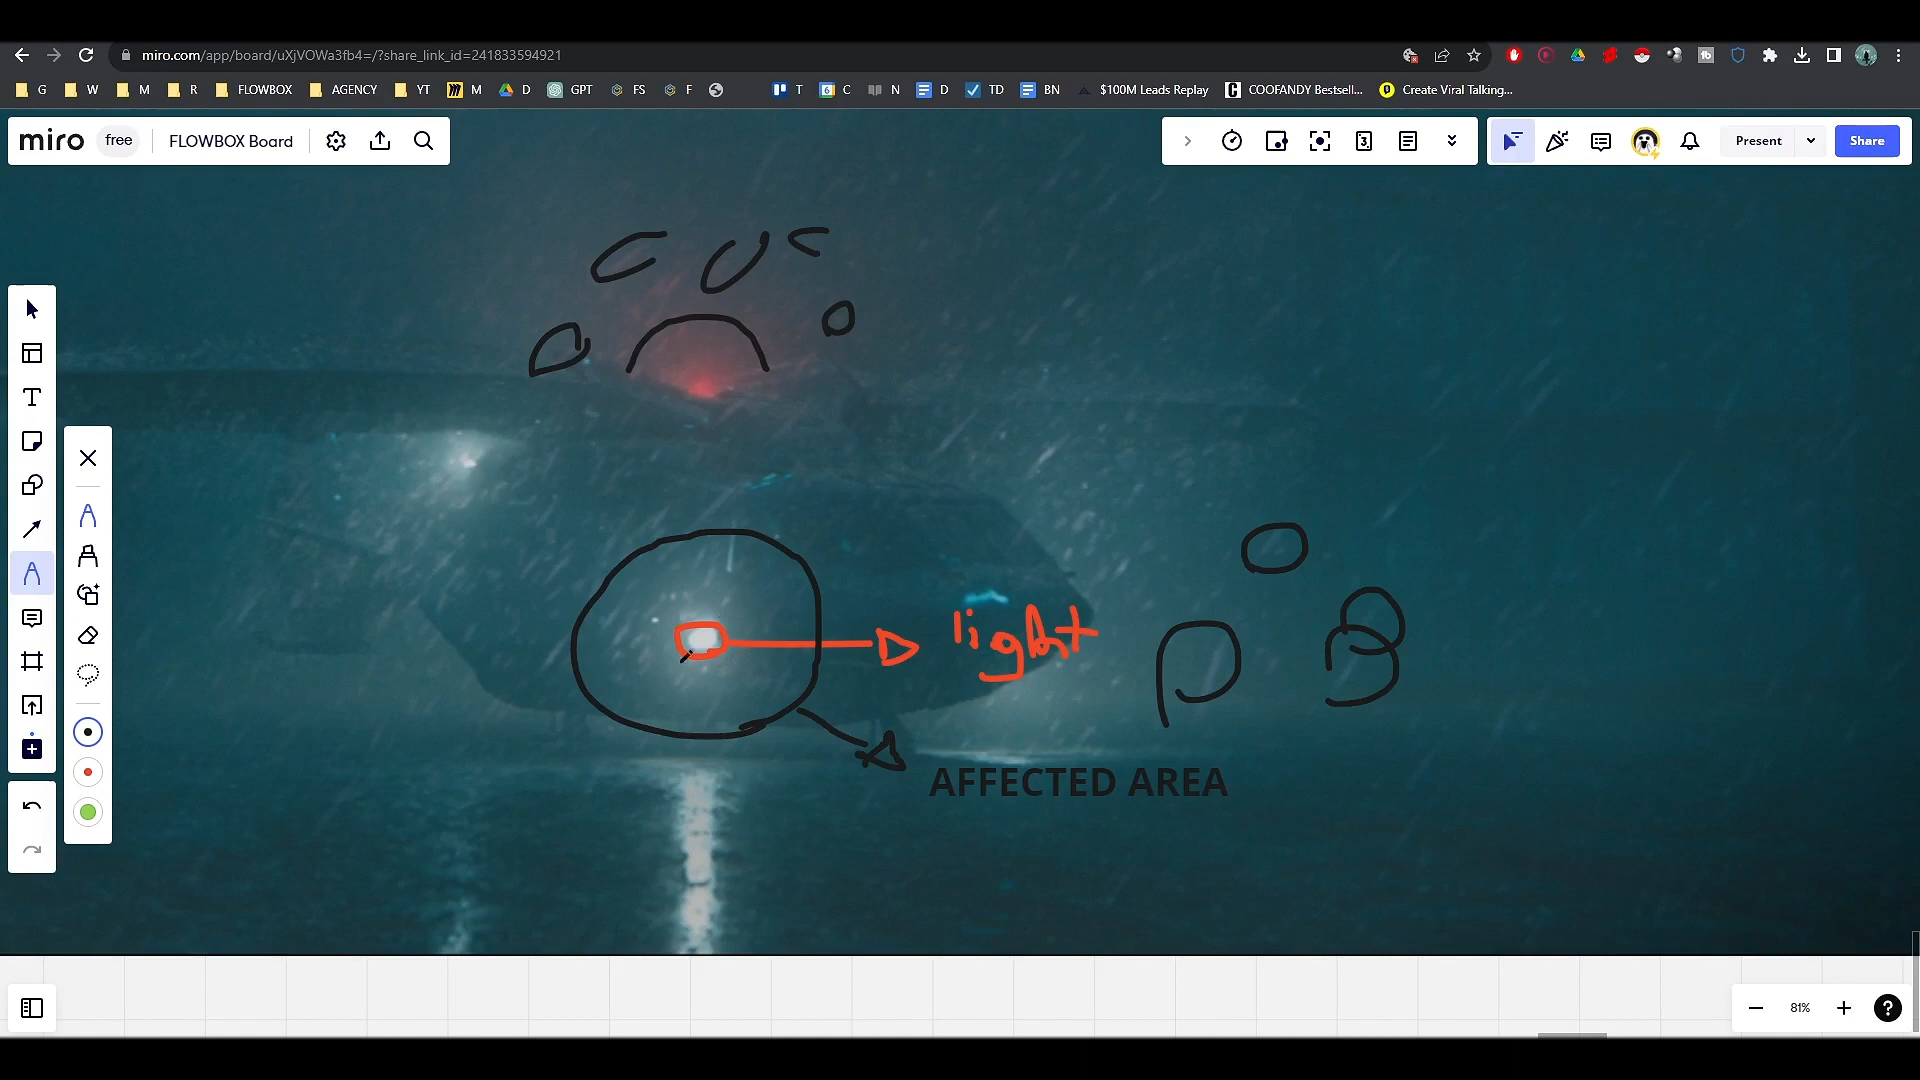 miro.com/app/board/uXjVOWa3fb4=/?share_link_id=241833594921
G W M R FLOWBOX AGENCY YT M D GPT FS F T C N D TD BN $100M Leads Replay COOFANDY Bestsell... Create Viral Talking...
miro free FLOWBOX Board
Present Share
light
AFFECTED AREA
81%